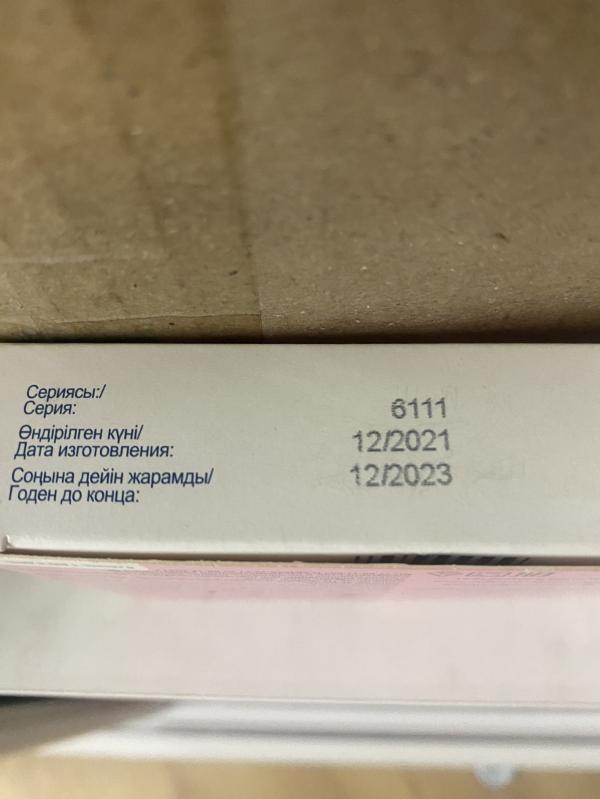 Сериясы:/
Серия:
6111
Өндірілген күні/
Дата изготовления:
12/2021
Соңына дейін жарамды/
Годен до конца:
12/2023